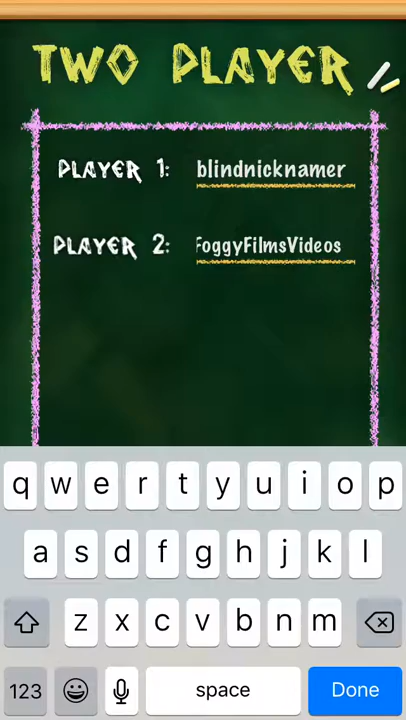 TWO PLAYER
PLAYER 1: blindnicknamer
PLAYER 2: FoggyFilmsVideos
q w e r t y u i o p
a s d f g h j k l
z x c v b n m
123 space Done